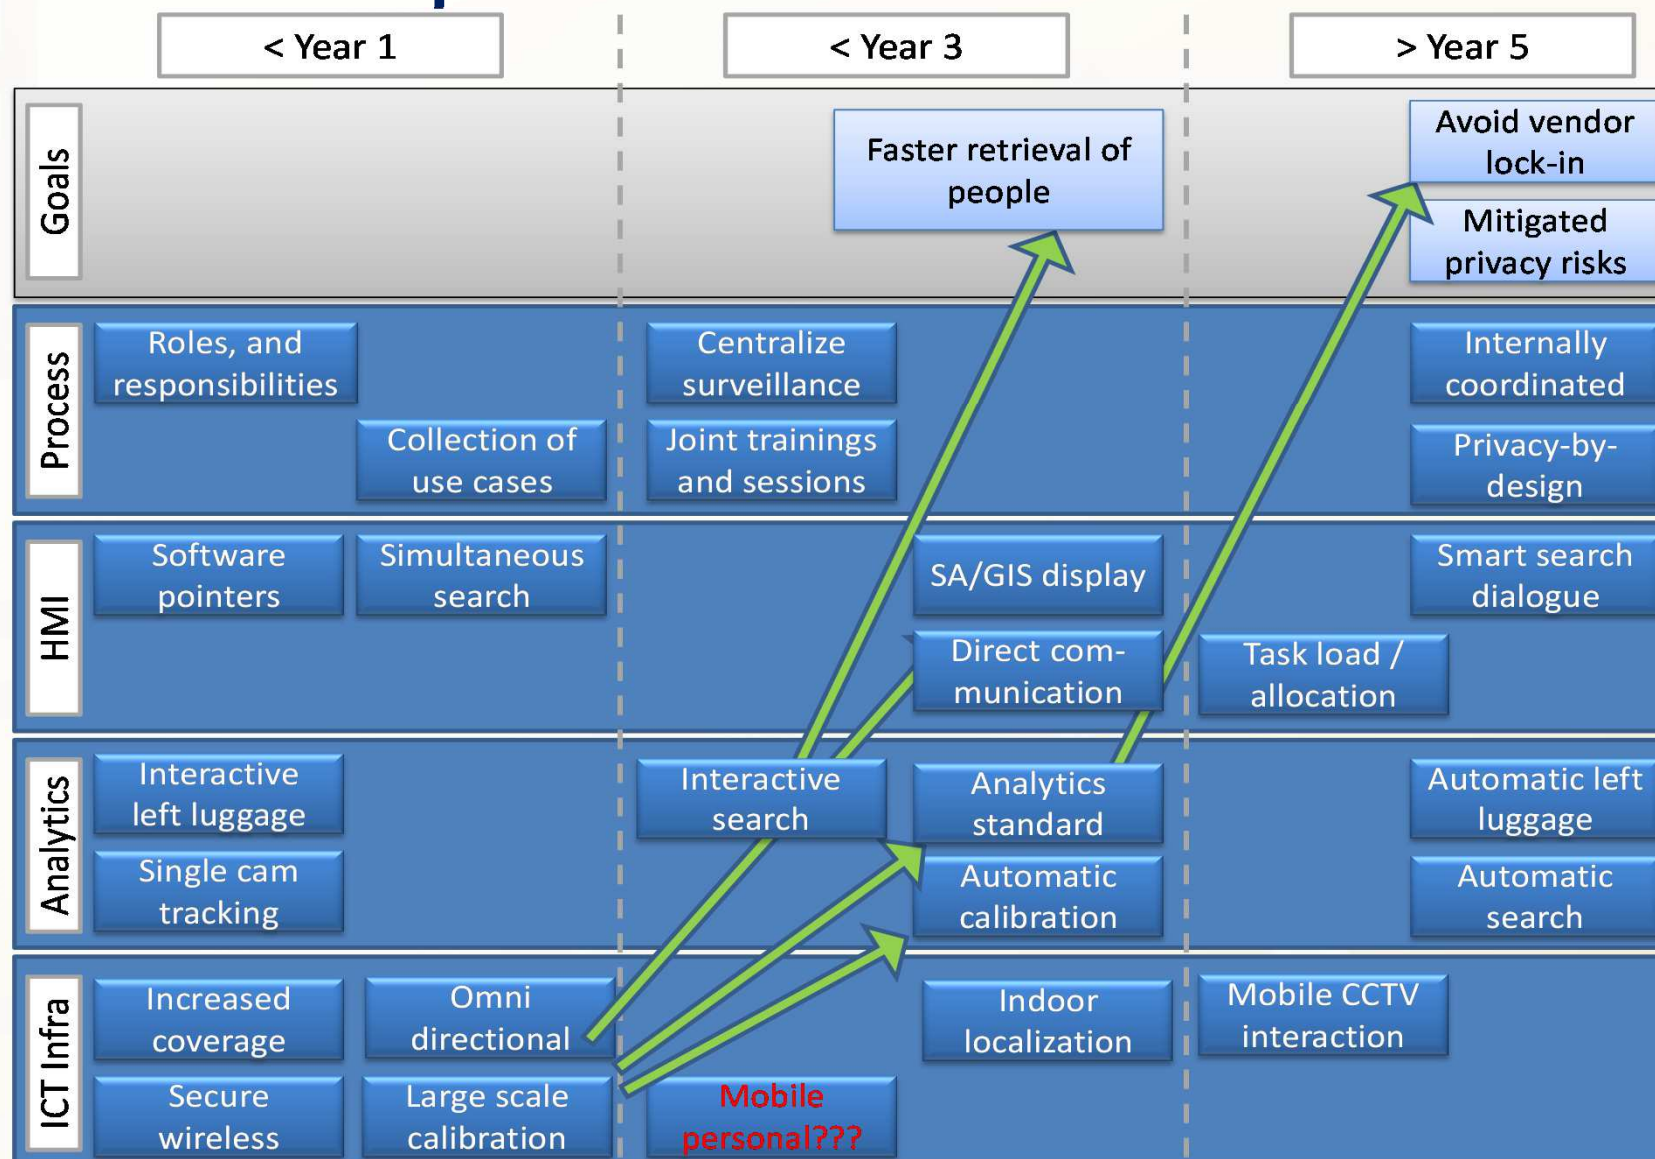 < Year 1
< Year 3
> Year 5
Goals
Faster retrieval of
people
Avoid vendor
lock-in
Mitigated
privacy risks
Process
Roles, and
responsibilities
Collection of
use cases
Centralize
surveillance
Joint trainings
and sessions
Internally
coordinated
Privacy-by-
design
HMI
Software
pointers
Simultaneous
search
SA/GIS display
Direct com-
munication
Smart search
dialogue
Task load /
allocation
Analytics
Interactive
left luggage
Single cam
tracking
Interactive
search
Analytics
standard
Automatic
calibration
Automatic left
luggage
Automatic
search
ICT Infra
Increased
coverage
Omni
directional
Secure
wireless
Large scale
calibration
Mobile
personal???
Indoor
localization
Mobile CCTV
interaction